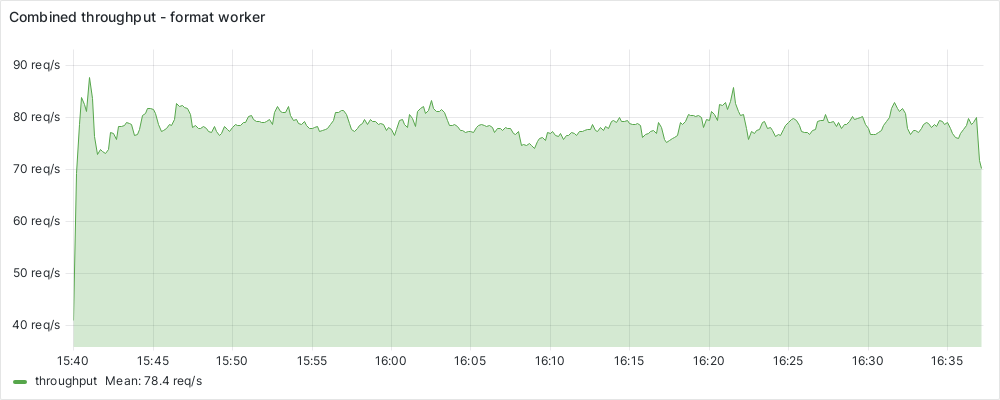 Combined throughput - format worker
90 req/s
80 req/s
70 req/s
60 req/s
50 req/s
40 req/s
15:40 15:45 15:50 15:55 16:00 16:05 16:10 16:15 16:20 16:25 16:30 16:35
throughput Mean: 78.4 req/s